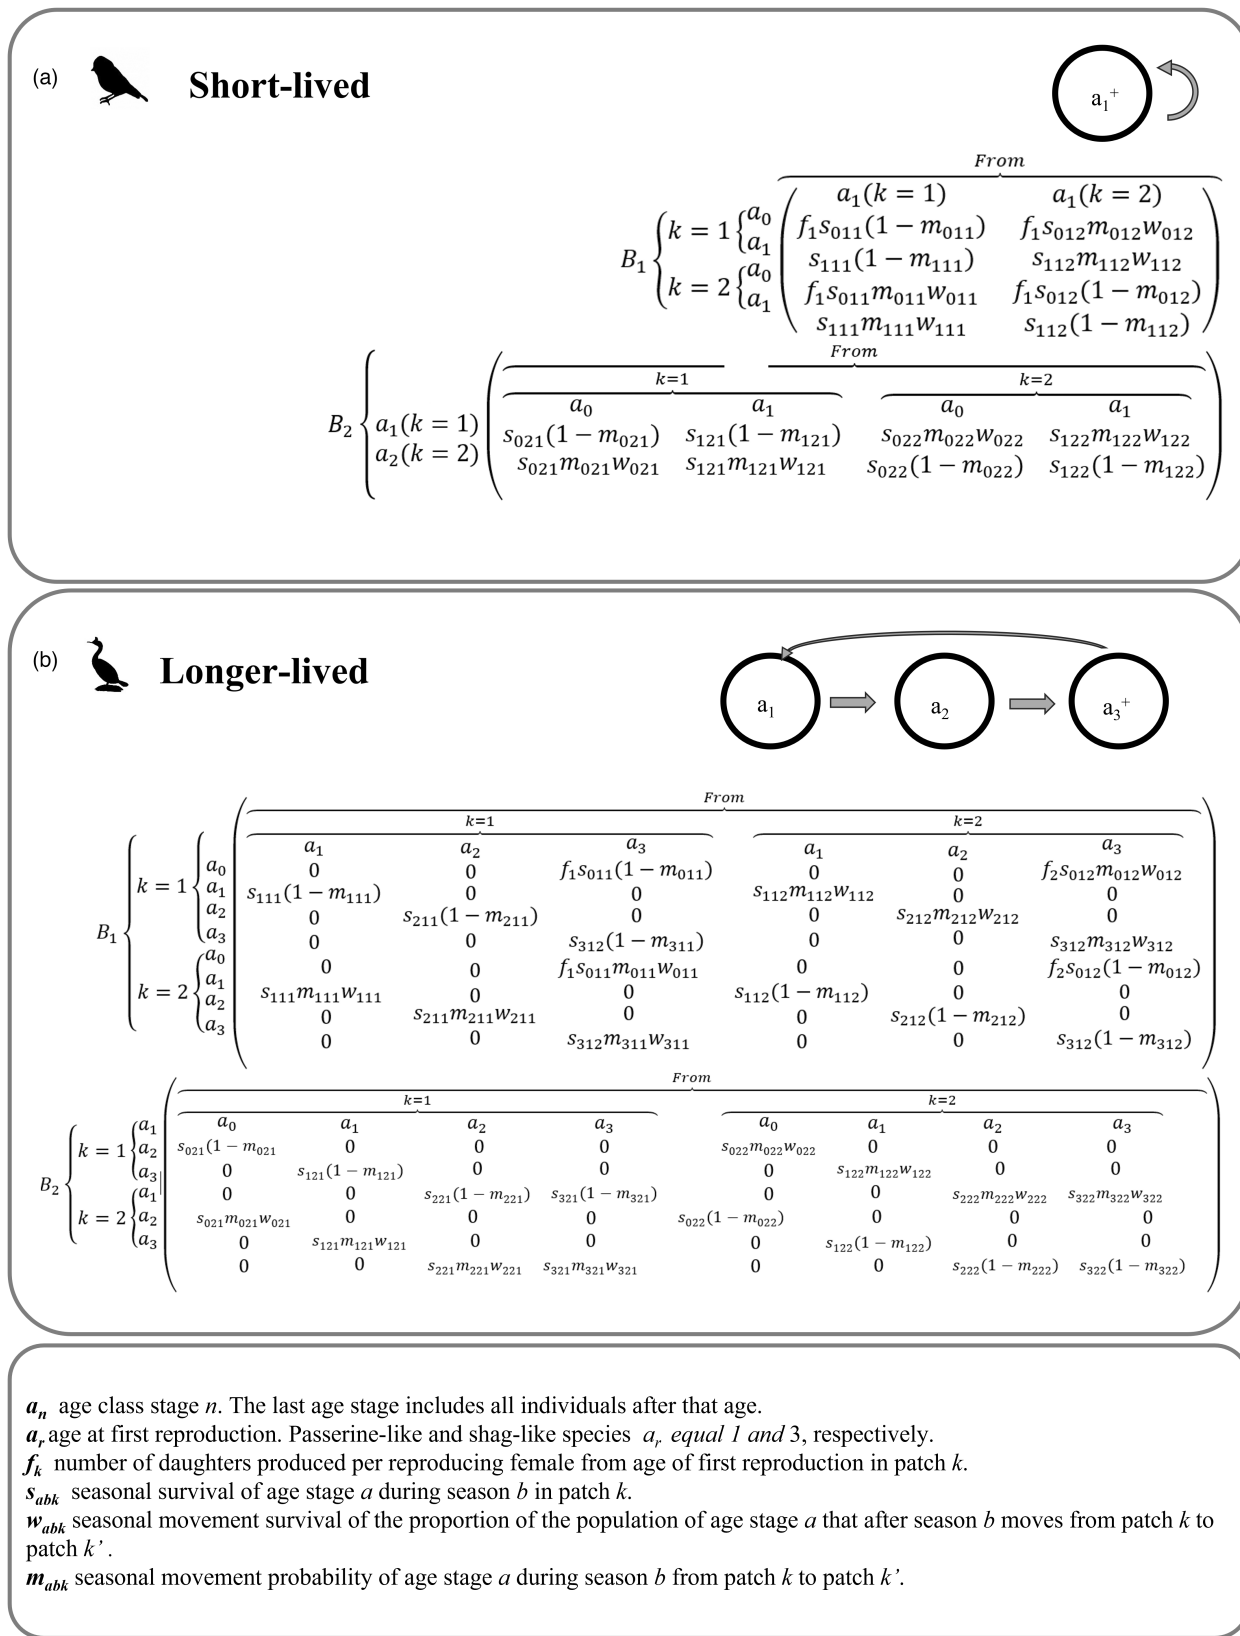 (a) Short-lived
a₁⁺
From
a₁(k = 1) a₁(k = 2)
B₁ k = 1 a₀ f₁s₀₁₁(1 − m₀₁₁) f₁s₀₁₂m₀₁₂w₀₁₂
a₁ s₁₁₁(1 − m₁₁₁) s₁₁₂m₁₁₂w₁₁₂
k = 2 a₀ f₁s₀₁₁m₀₁₁w₀₁₁ f₁s₀₁₂(1 − m₀₁₂)
a₁ s₁₁₁m₁₁₁w₁₁₁ s₁₁₂(1 − m₁₁₂)
From
k=1 k=2
a₀ a₁ a₀ a₁
B₂ a₁(k = 1) s₀₂₁(1 − m₀₂₁) s₁₂₁(1 − m₁₂₁) s₀₂₂m₀₂₂w₀₂₂ s₁₂₂m₁₂₂w₁₂₂
a₂(k = 2) s₀₂₁m₀₂₁w₀₂₁ s₁₂₁m₁₂₁w₁₂₁ s₀₂₂(1 − m₀₂₂) s₁₂₂(1 − m₁₂₂)
(b) Longer-lived
a₁ a₂ a₃⁺
From
k=1 k=2
a₁ a₂ a₃ a₁ a₂ a₃
B₁ k = 1 a₀ 0 0 f₁s₀₁₁(1 − m₀₁₁) 0 0 f₂s₀₁₂m₀₁₂w₀₁₂
a₁ s₁₁₁(1 − m₁₁₁) 0 0 s₁₁₂m₁₁₂w₁₁₂ 0 0
a₂ 0 s₂₁₁(1 − m₂₁₁) 0 0 s₂₁₂m₂₁₂w₂₁₂ 0
a₃ 0 0 s₃₁₂(1 − m₃₁₁) 0 0 s₃₁₂m₃₁₂w₃₁₂
k = 2 a₀ 0 0 f₁s₀₁₁m₀₁₁w₀₁₁ 0 0 f₂s₀₁₂(1 − m₀₁₂)
a₁ s₁₁₁m₁₁₁w₁₁₁ 0 0 s₁₁₂(1 − m₁₁₂) 0 0
a₂ 0 s₂₁₁m₂₁₁w₂₁₁ 0 0 s₂₁₂(1 − m₂₁₂) 0
a₃ 0 0 s₃₁₂m₃₁₁w₃₁₁ 0 0 s₃₁₂(1 − m₃₁₂)
From
k=1 k=2
a₀ a₁ a₂ a₃ a₀ a₁ a₂ a₃
B₂ k = 1 a₁ s₀₂₁(1 − m₀₂₁ 0 0 0 s₀₂₂m₀₂₂w₀₂₂ 0 0 0
a₂ 0 s₁₂₁(1 − m₁₂₁) 0 0 0 s₁₂₂m₁₂₂w₁₂₂ 0 0
a₃| 0 0 s₂₂₁(1 − m₂₂₁) s₃₂₁(1 − m₃₂₁) 0 0 s₂₂₂m₂₂₂w₂₂₂ s₃₂₂m₃₂₂w₃₂₂
k = 2 a₁ s₀₂₁m₀₂₁w₀₂₁ 0 0 0 s₀₂₂(1 − m₀₂₂) 0 0 0
a₂ 0 s₁₂₁m₁₂₁w₁₂₁ 0 0 0 s₁₂₂(1 − m₁₂₂) 0 0
a₃ 0 0 s₂₂₁m₂₂₁w₂₂₁ s₃₂₁m₃₂₁w₃₂₁ 0 0 s₂₂₂(1 − m₂₂₂) s₃₂₂(1 − m₃₂₂)
aₙ age class stage n. The last age stage includes all individuals after that age.
aᵣ age at first reproduction. Passerine-like and shag-like species aᵣ equal 1 and 3, respectively.
fₖ number of daughters produced per reproducing female from age of first reproduction in patch k.
s_abk seasonal survival of age stage a during season b in patch k.
w_abk seasonal movement survival of the proportion of the population of age stage a that after season b moves from patch k to
patch k’ .
m_abk seasonal movement probability of age stage a during season b from patch k to patch k’.